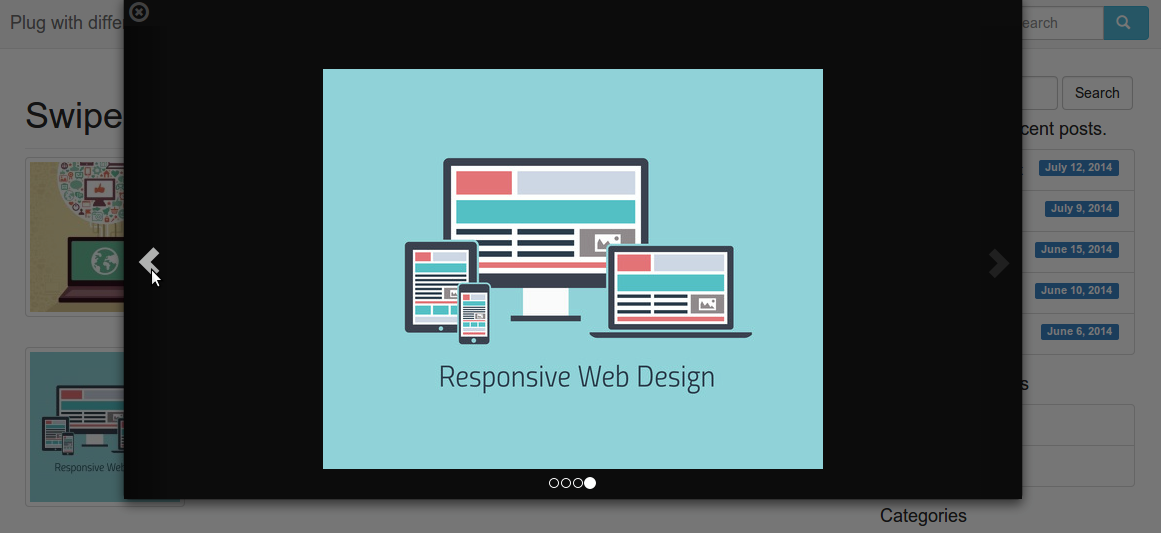 Plug with diffe
earch
Swipe
Search
cent posts.
July 12, 2014
July 9, 2014
June 15, 2014
June 10, 2014
June 6, 2014
Responsive Web Design
Responsive We
s
Categories